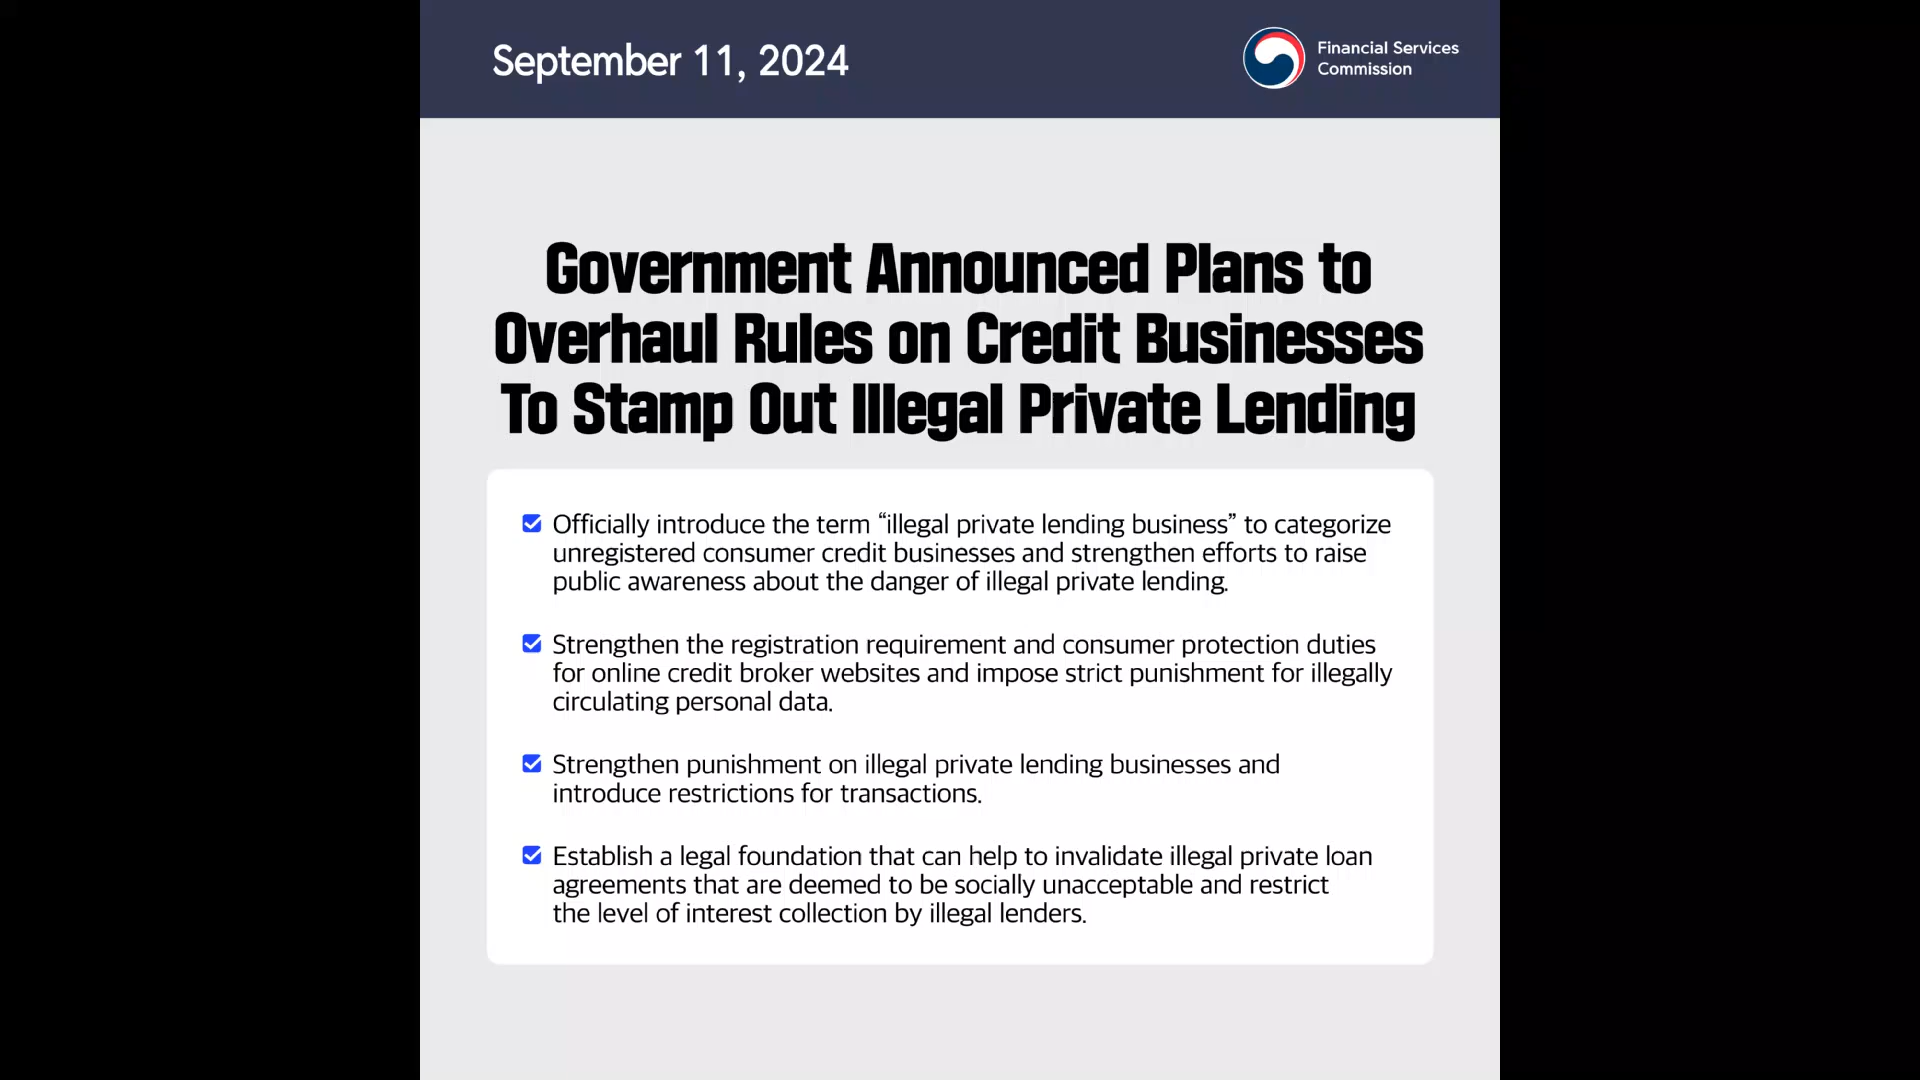 September 11, 2024
Financial Services
Commission
Government Announced Plans to
Overhaul Rules on Credit Businesses
To Stamp Out Illegal Private Lending
Officially introduce the term “illegal private lending business” to categorize
unregistered consumer credit businesses and strengthen efforts to raise
public awareness about the danger of illegal private lending.
Strengthen the registration requirement and consumer protection duties
for online credit broker websites and impose strict punishment for illegally
circulating personal data.
Strengthen punishment on illegal private lending businesses and
introduce restrictions for transactions.
Establish a legal foundation that can help to invalidate illegal private loan
agreements that are deemed to be socially unacceptable and restrict
the level of interest collection by illegal lenders.